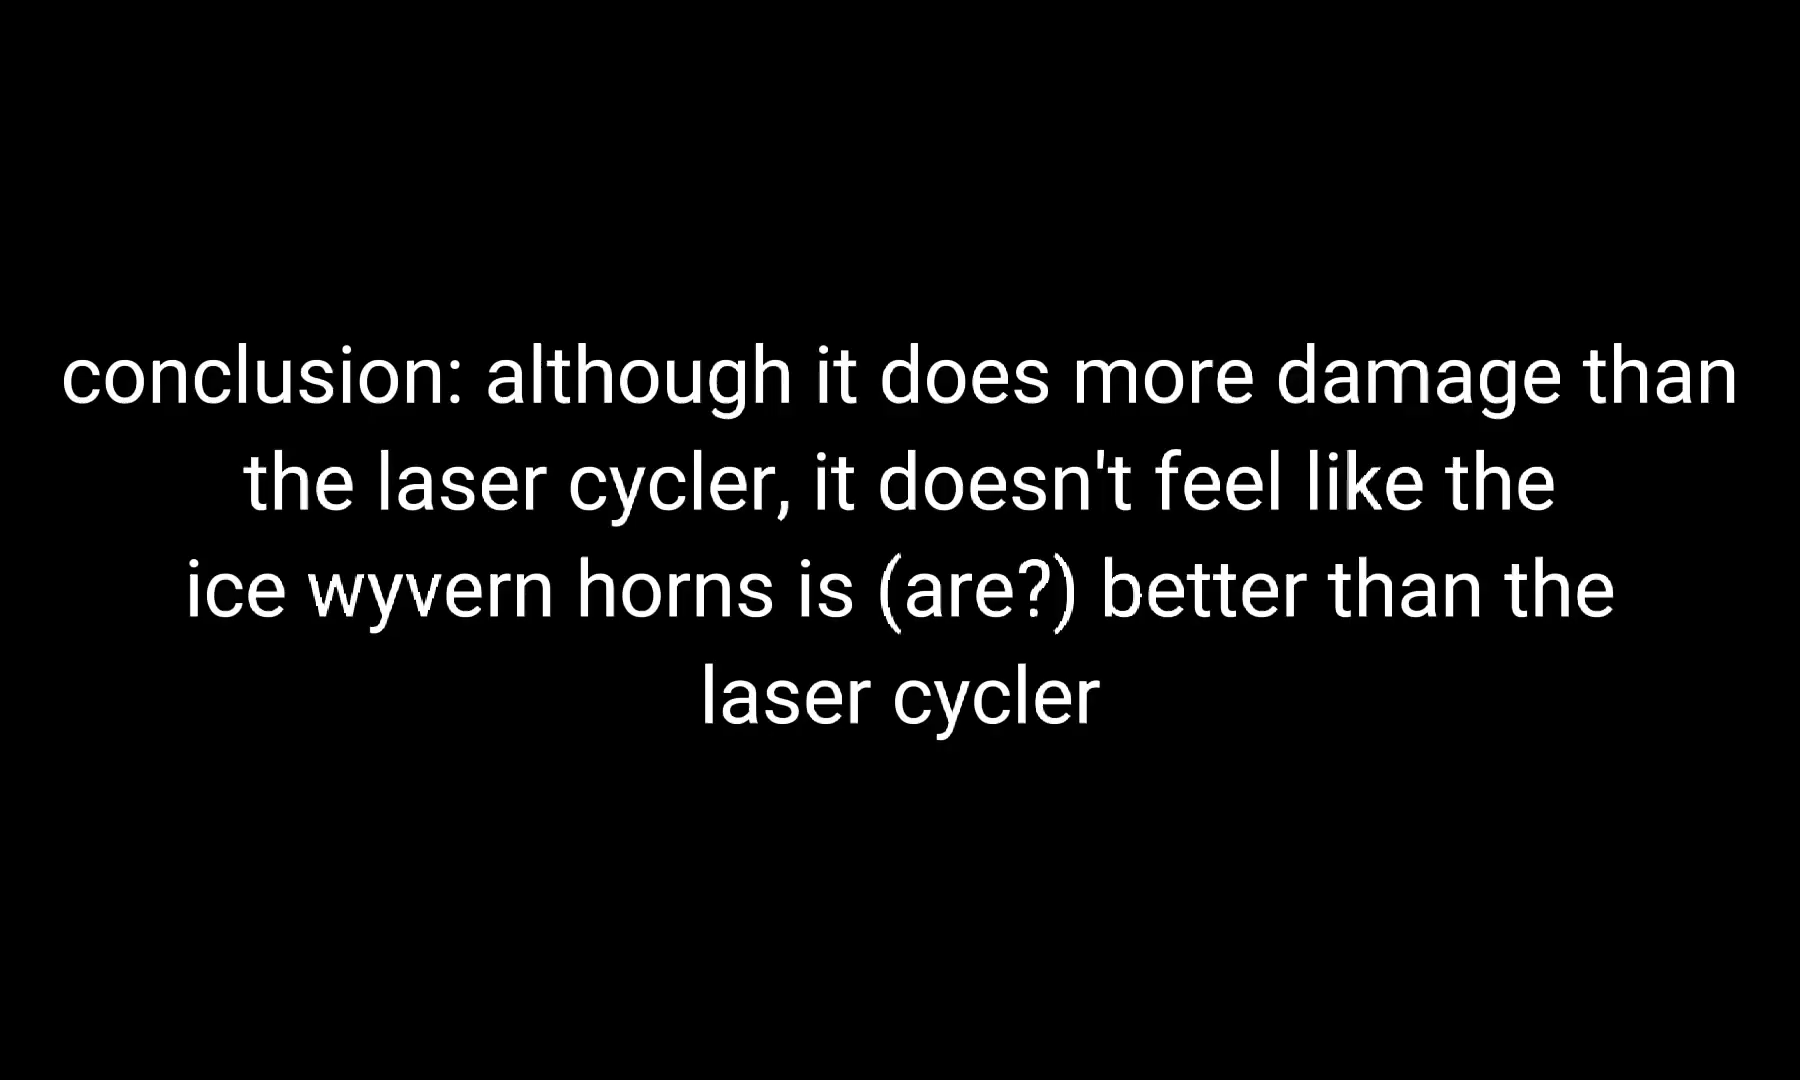 conclusion: although it does more damage than
the laser cycler, it doesn't feel like the
ice wyvern horns is (are?) better than the
laser cycler